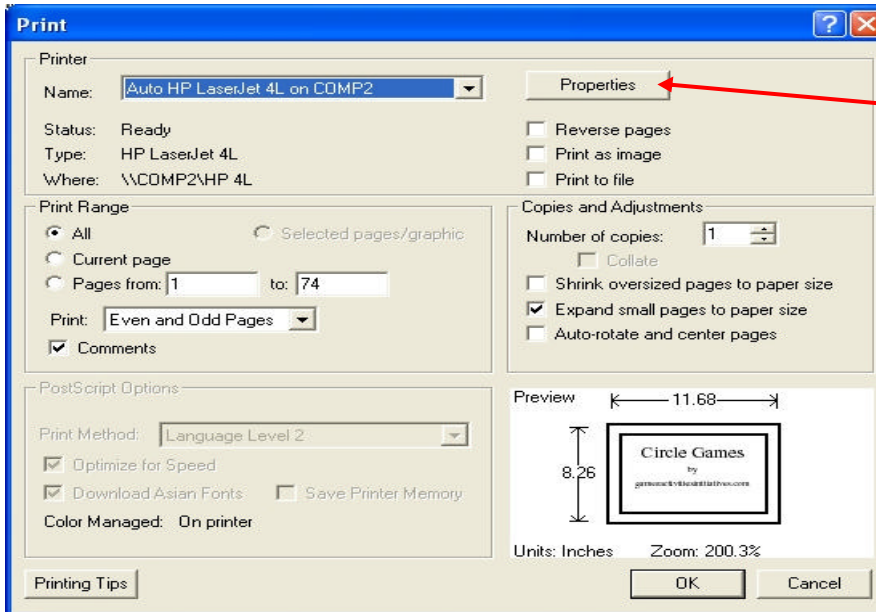 Print
Printer
Name: Auto HP LaserJet 4L on COMP2
Properties
Status: Ready
Type: HP LaserJet 4L
Where: \\COMP2\HP 4L
Reverse pages
Print as image
Print to file
Print Range
All
Selected pages/graphic
Current page
Pages from: 1 to: 74
Print: Even and Odd Pages
Comments
Copies and Adjustments
Number of copies: 1
Collate
Shrink oversized pages to paper size
Expand small pages to paper size
Auto-rotate and center pages
PostScript Options
Print Method: Language Level 2
Optimize for Speed
Download Asian Fonts
Save Printer Memory
Color Managed: On printer
Preview
11.68
8.26
Circle Games
by
gamesactivitiesinitiatives.com
Units: Inches Zoom: 200.3%
Printing Tips
OK
Cancel